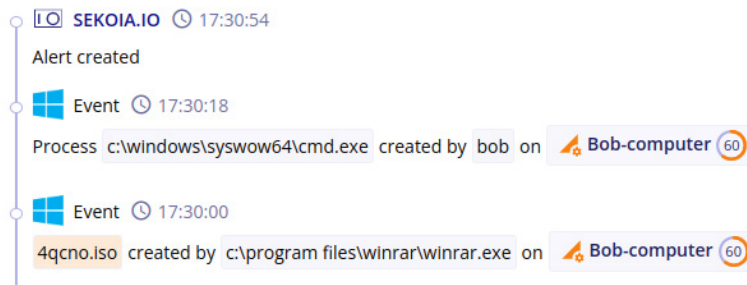 IO SEKOIA.IO 17:30:54
Alert created
Event 17:30:18
Process c:\windows\syswow64\cmd.exe created by bob on Bob-computer 60
Event 17:30:00
4qcno.iso created by c:\program files\winrar\winrar.exe on Bob-computer 60